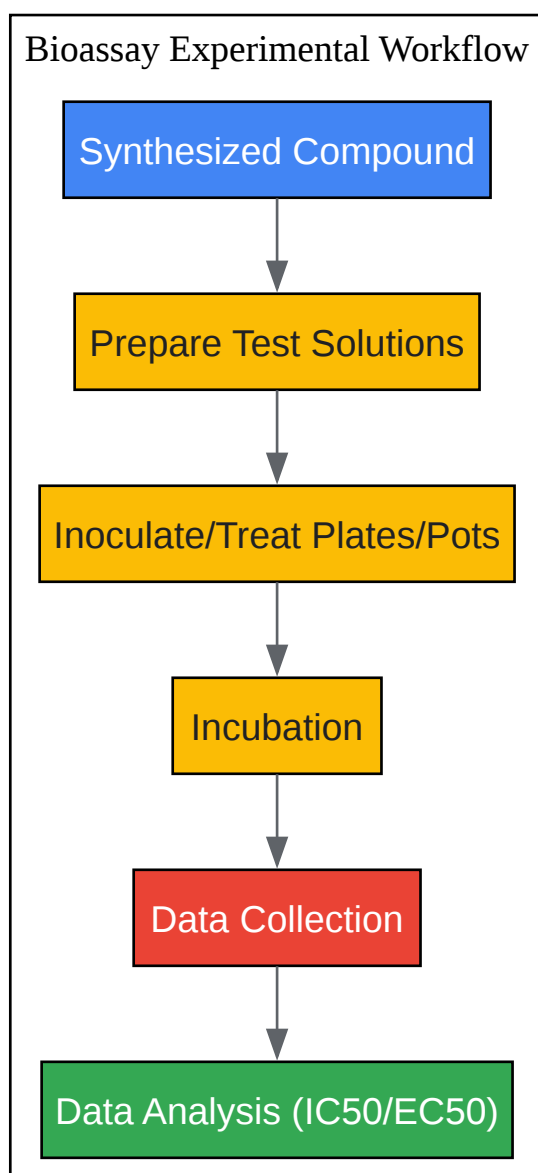 Bioassay Experimental Workflow
Synthesized Compound
Prepare Test Solutions
Inoculate/Treat Plates/Pots
Incubation
Data Collection
Data Analysis (IC50/EC50)